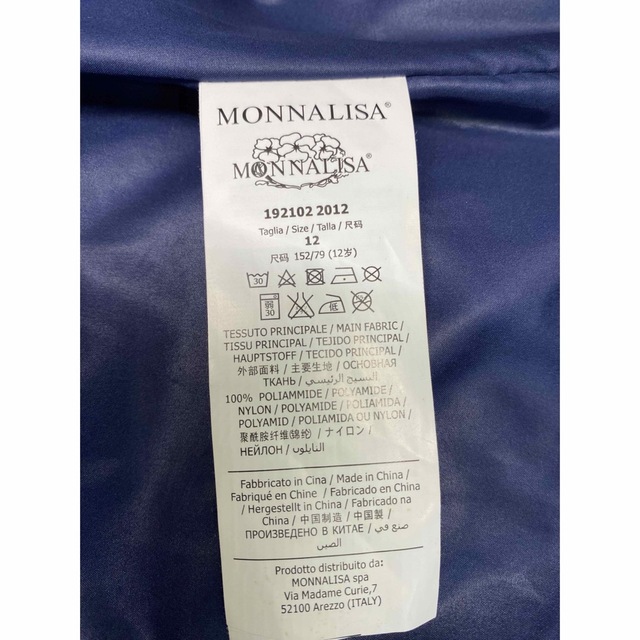 MONNALISA®
MONNALISA®
192102 2012
Taglia / Size / Talla / 尺码
12
尺码 152/79 (12岁)
30
弱 30 低
TESSUTO PRINCIPALE / MAIN FABRIC /
TISSU PRINCIPAL / TEJIDO PRINCIPAL /
HAUPTSTOFF / TECIDO PRINCIPAL /
外部面料 / 主要生地 / ОСНОВНАЯ
ТКАНЬ / النسيج الرئيسي
100% POLIAMMIDE / POLYAMIDE /
NYLON / POLYAMIDE / POLIAMIDA /
POLYAMID / POLIAMIDA OU NYLON /
聚酰胺纤维(锦纶) / ナイロン /
НЕЙЛОН / النايلون
Fabbricato in Cina / Made in China /
Fabriqué en Chine / Fabricado en China
/ Hergestellt in China / Fabricado na
China / 中国制造 / 中国製 /
ПРОИЗВЕДЕНО В КИТАЕ / صنع في
الصين
Prodotto distribuito da:
MONNALISA spa
Via Madame Curie,7
52100 Arezzo (ITALY)